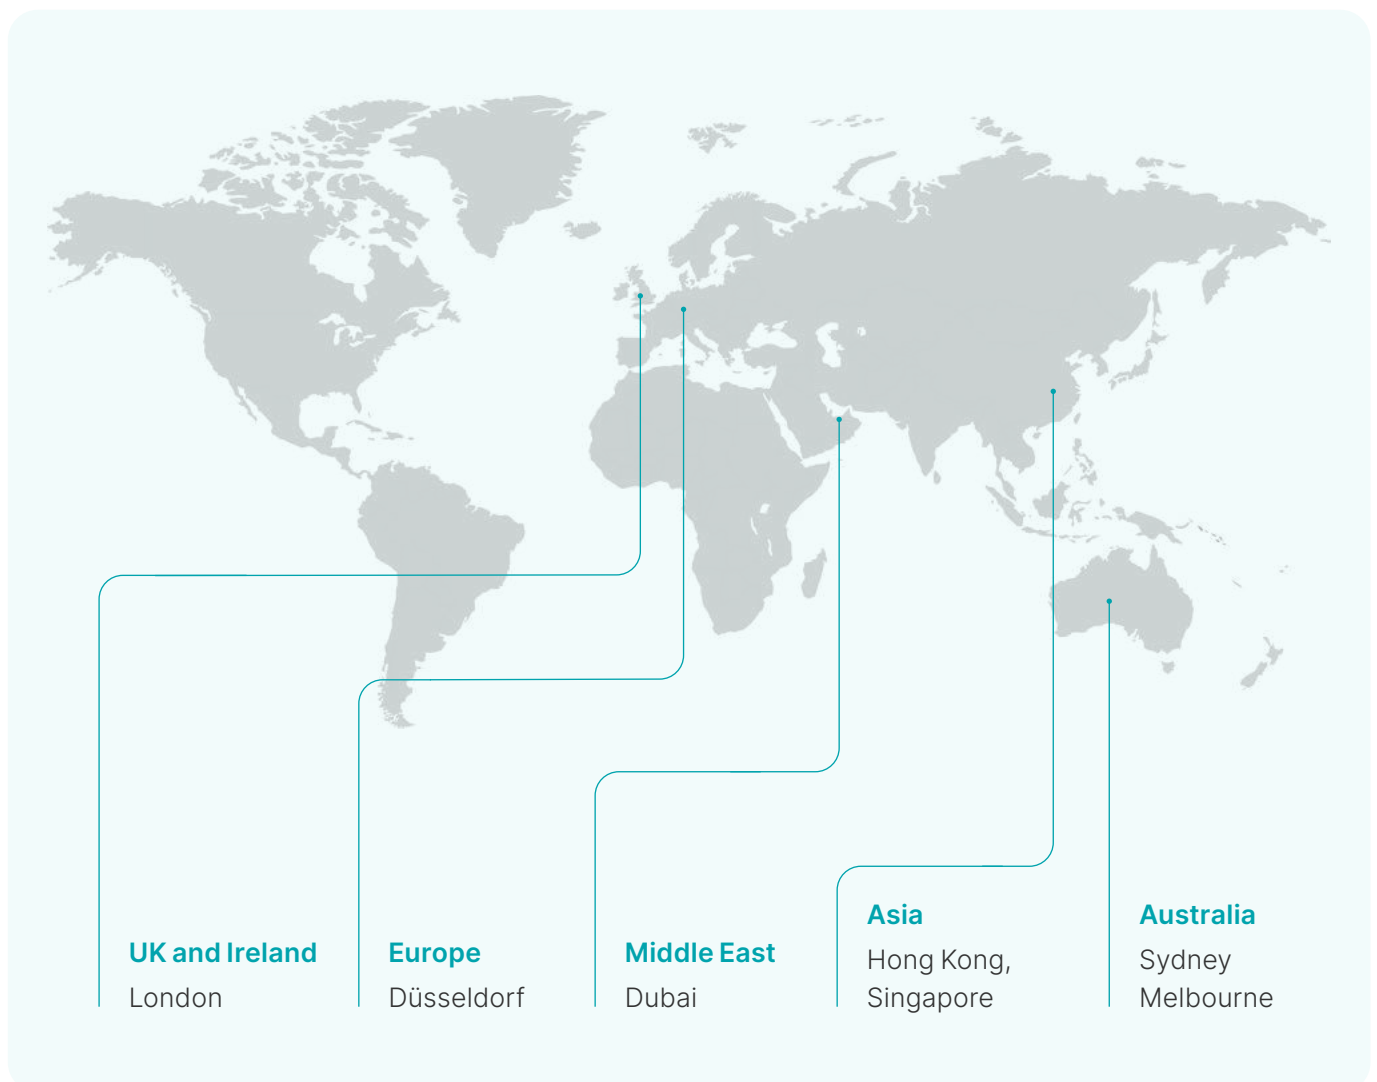 UK and Ireland
London
Europe
Düsseldorf
Middle East
Dubai
Asia
Hong Kong,
Singapore
Australia
Sydney
Melbourne